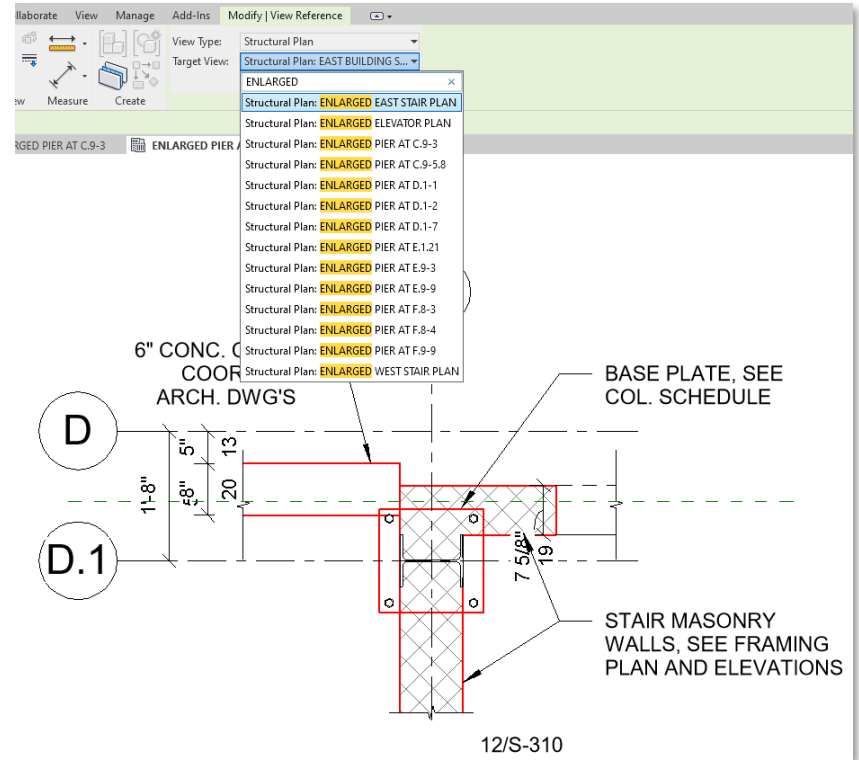 llaborate View Manage Add-Ins Modify | View Reference
View Type: Structural Plan
Target View: Structural Plan: EAST BUILDING S...
ew Measure Create
ENLARGED
Structural Plan: ENLARGED EAST STAIR PLAN
Structural Plan: ENLARGED ELEVATOR PLAN
Structural Plan: ENLARGED PIER AT C.9-3
Structural Plan: ENLARGED PIER AT C.9-5.8
Structural Plan: ENLARGED PIER AT D.1-1
Structural Plan: ENLARGED PIER AT D.1-2
Structural Plan: ENLARGED PIER AT D.1-7
Structural Plan: ENLARGED PIER AT E.1.21
Structural Plan: ENLARGED PIER AT E.9-3
Structural Plan: ENLARGED PIER AT E.9-9
Structural Plan: ENLARGED PIER AT F.8-3
Structural Plan: ENLARGED PIER AT F.8-4
Structural Plan: ENLARGED PIER AT F.9-9
Structural Plan: ENLARGED WEST STAIR PLAN
RGED PIER AT C.9-3 ENLARGED PIER
6" CONC.
COOR
ARCH. DWG'S
BASE PLATE, SEE
COL. SCHEDULE
D
D.1
1'-8"
5"
13
8"
20
7 5/8"
19
STAIR MASONRY
WALLS, SEE FRAMING
PLAN AND ELEVATIONS
12/S-310